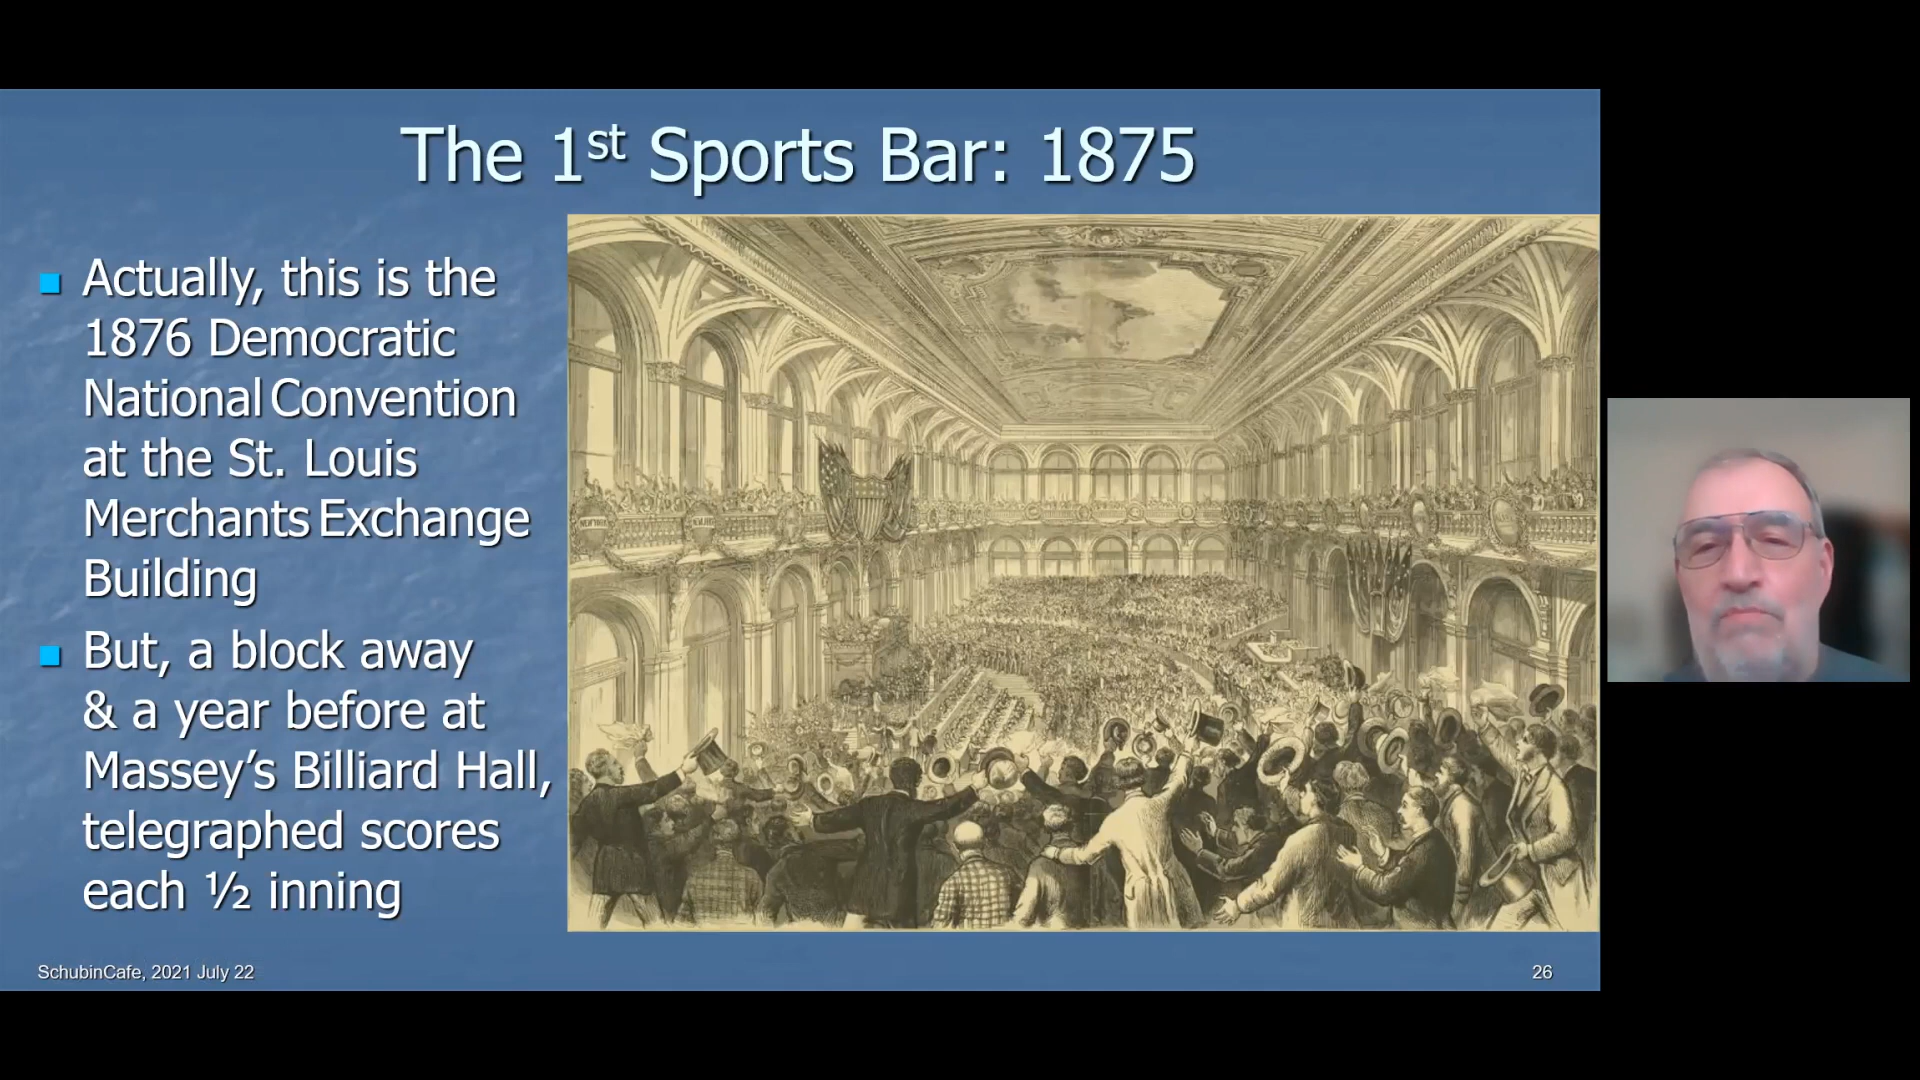 The 1st Sports Bar: 1875
Actually, this is the
1876 Democratic
National Convention
at the St. Louis
Merchants Exchange
Building
But, a block away
& a year before at
Massey’s Billiard Hall,
telegraphed scores
each ½ inning
NEW YORK
SchubinCafe, 2021 July 22
26